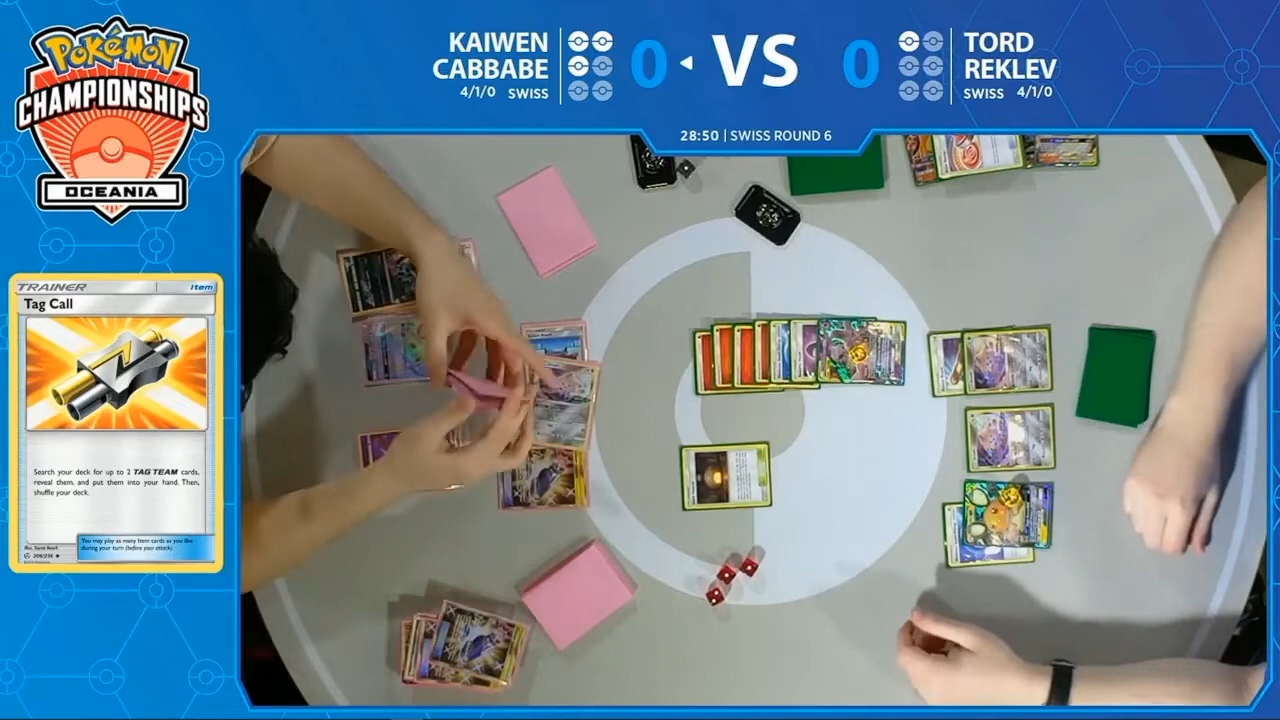 Pokémon
CHAMPIONSHIPS
OCEANIA
KAIWEN
CABBABE
4/1/0 SWISS
0
VS
0
TORD
REKLEV
SWISS 4/1/0
28:50 | SWISS ROUND 6
TRAINER Item
Tag Call
Search your deck for up to 2 TAG TEAM cards,
reveal them, and put them into your hand. Then,
shuffle your deck.
You may play as many Item cards as you like
during your turn (before your attack).
206/236